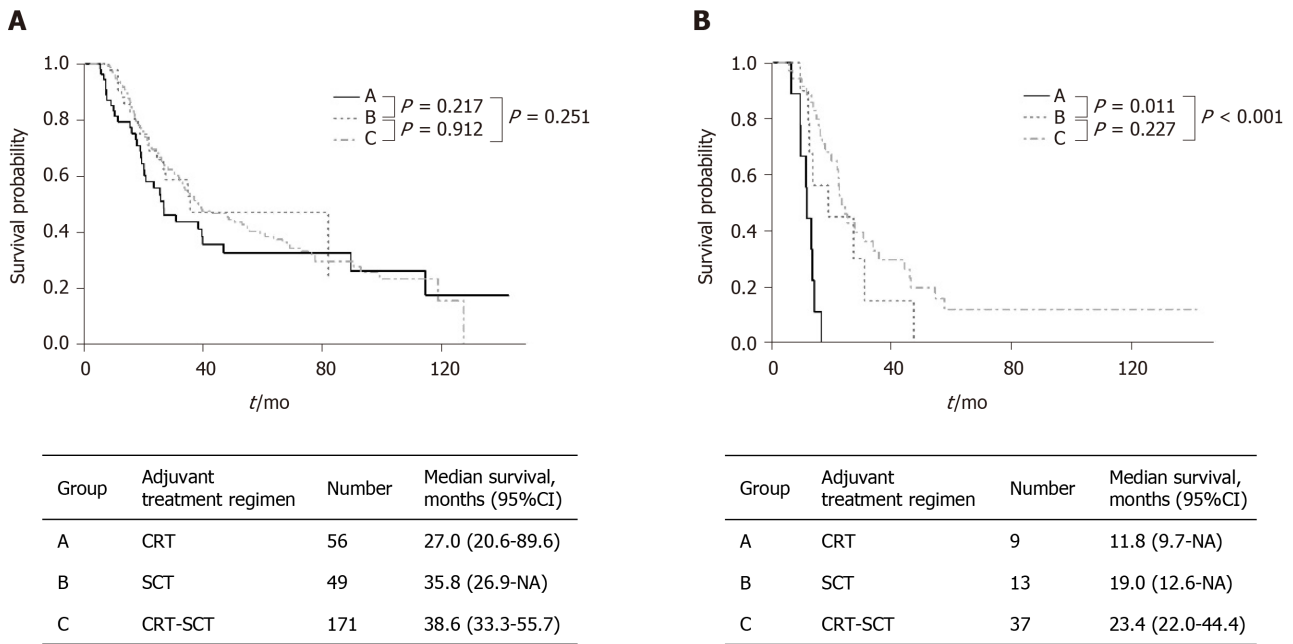 A
1.0
0.8
0.6
0.4
0.2
0.0
Survival probability
0 40 80 120
t/mo
A
B
C
P = 0.217
P = 0.912
P = 0.251
Group Adjuvant treatment regimen Number Median survival, months (95%CI)
A CRT 56 27.0 (20.6-89.6)
B SCT 49 35.8 (26.9-NA)
C CRT-SCT 171 38.6 (33.3-55.7)
B
1.0
0.8
0.6
0.4
0.2
0.0
Survival probability
0 40 80 120
t/mo
A
B
C
P = 0.011
P = 0.227
P < 0.001
Group Adjuvant treatment regimen Number Median survival, months (95%CI)
A CRT 9 11.8 (9.7-NA)
B SCT 13 19.0 (12.6-NA)
C CRT-SCT 37 23.4 (22.0-44.4)